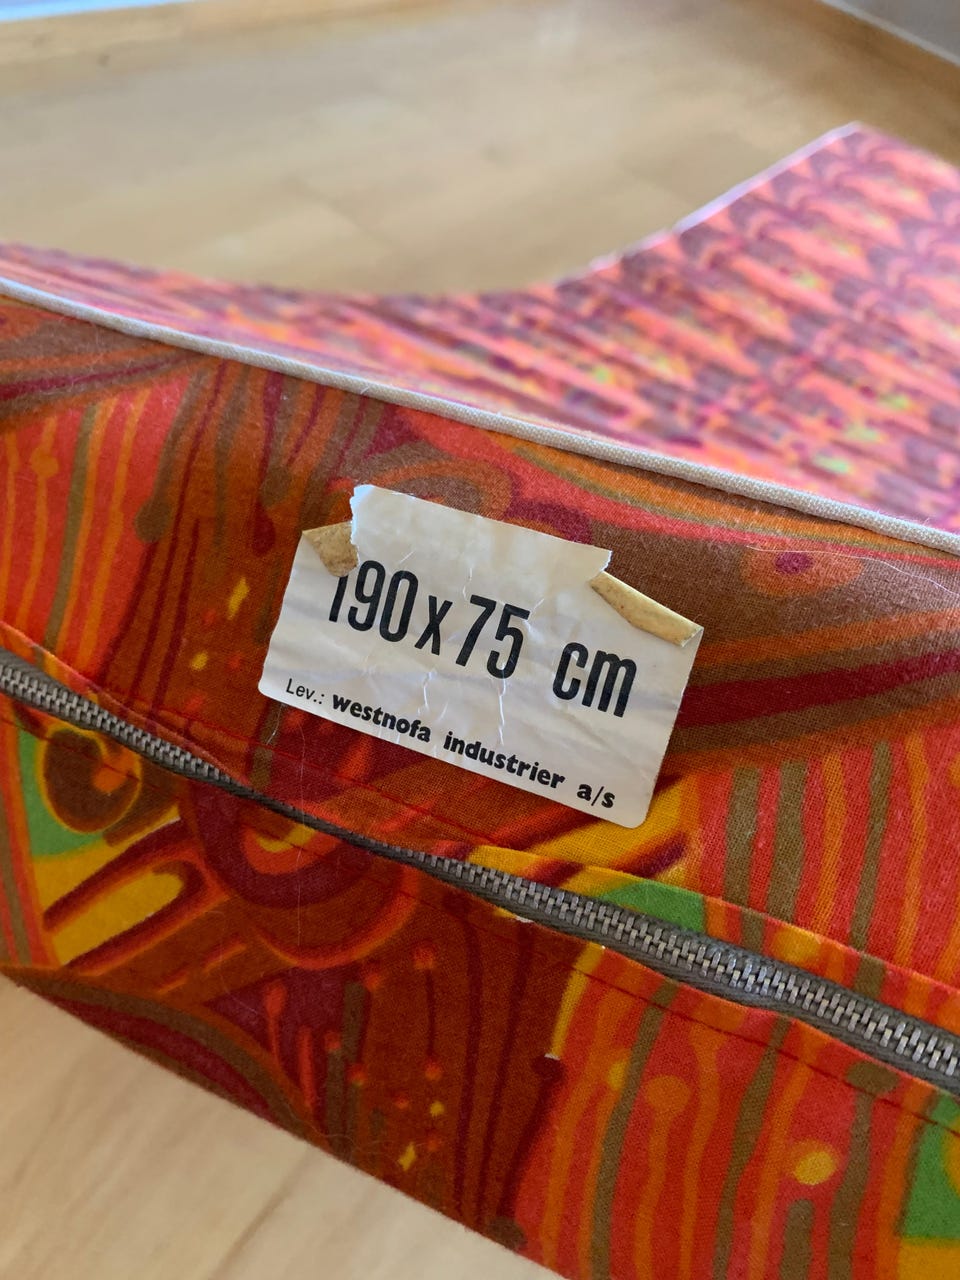 190 x 75 cm
Lev.: westnofa industrier a/s